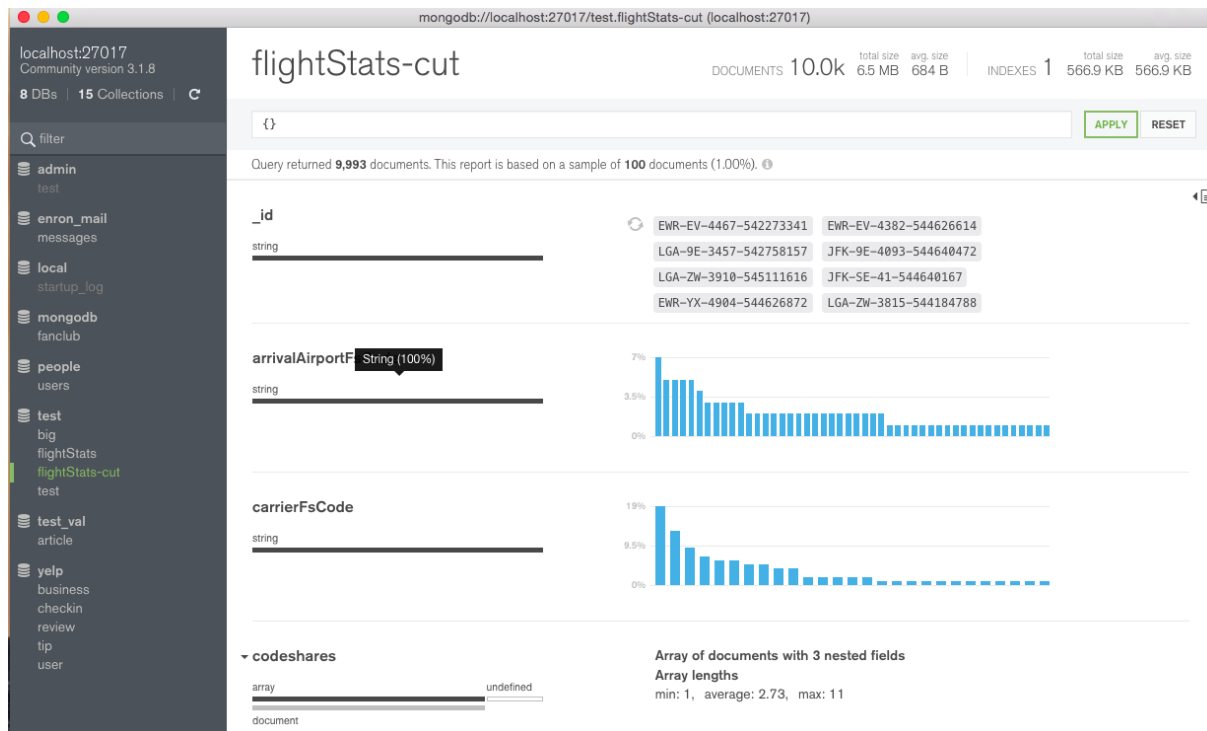 mongodb://localhost:27017/test.flightStats-cut (localhost:27017)
localhost:27017
Community version 3.1.8
8 DBs | 15 Collections |
filter
admin
test
enron_mail
messages
local
startup_log
mongodb
fanclub
people
users
test
big
flightStats
flightStats-cut
test
test_val
article
yelp
business
checkin
review
tip
user
flightStats-cut
DOCUMENTS 10.0k total size 6.5 MB avg. size 684 B
INDEXES 1 total size 566.9 KB avg. size 566.9 KB
{}
APPLY RESET
Query returned 9,993 documents. This report is based on a sample of 100 documents (1.00%).
_id
string
EWR-EV-4467-542273341 EWR-EV-4382-544626614
LGA-9E-3457-542758157 JFK-9E-4093-544640472
LGA-ZW-3910-545111616 JFK-SE-41-544640167
EWR-YX-4904-544626872 LGA-ZW-3815-544184788
arrivalAirportF
String (100%)
string
7%
3.5%
0%
carrierFsCode
string
19%
9.5%
0%
codeshares
array undefined
document
Array of documents with 3 nested fields
Array lengths
min: 1, average: 2.73, max: 11